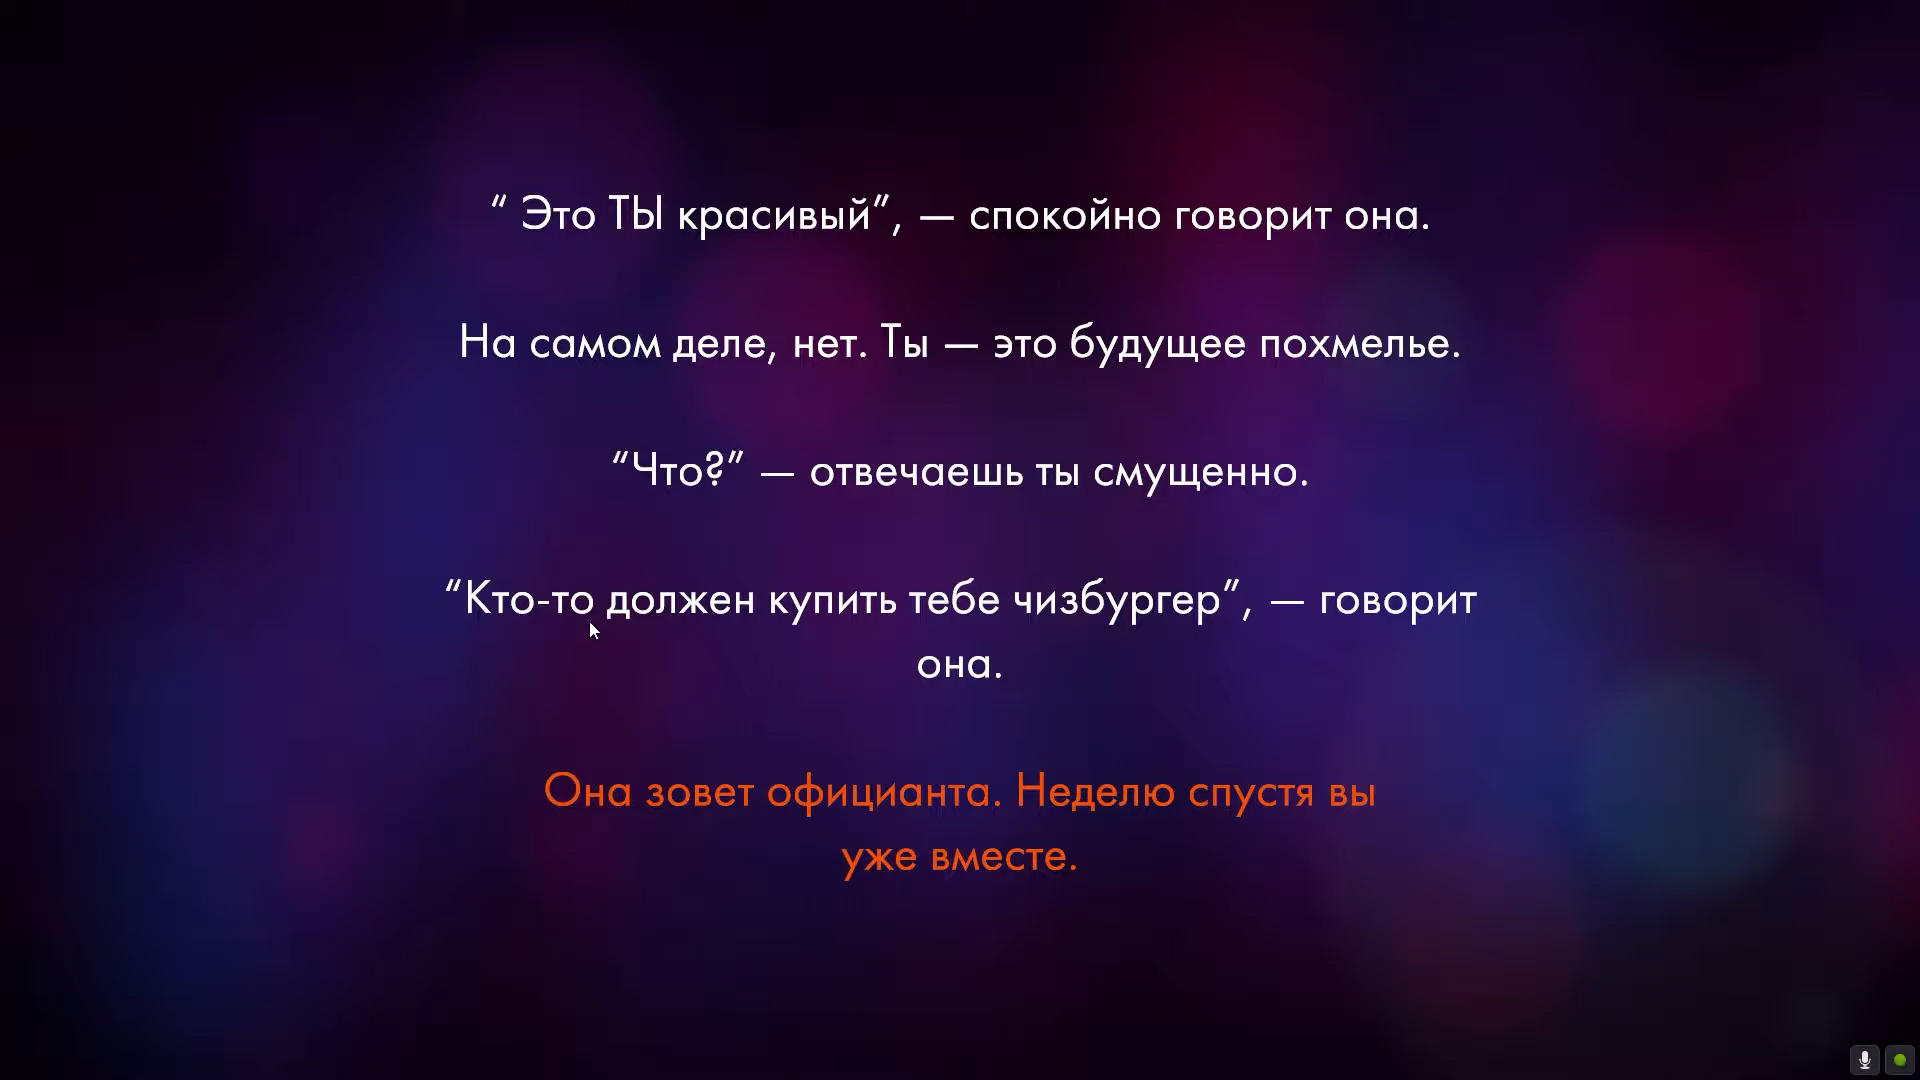 “ Это ТЫ красивый”, — спокойно говорит она.
На самом деле, нет. Ты — это будущее похмелье.
“Что?” — отвечаешь ты смущенно.
“Кто-то должен купить тебе чизбургер”, — говорит
она.
Она зовет официанта. Неделю спустя вы
уже вместе.